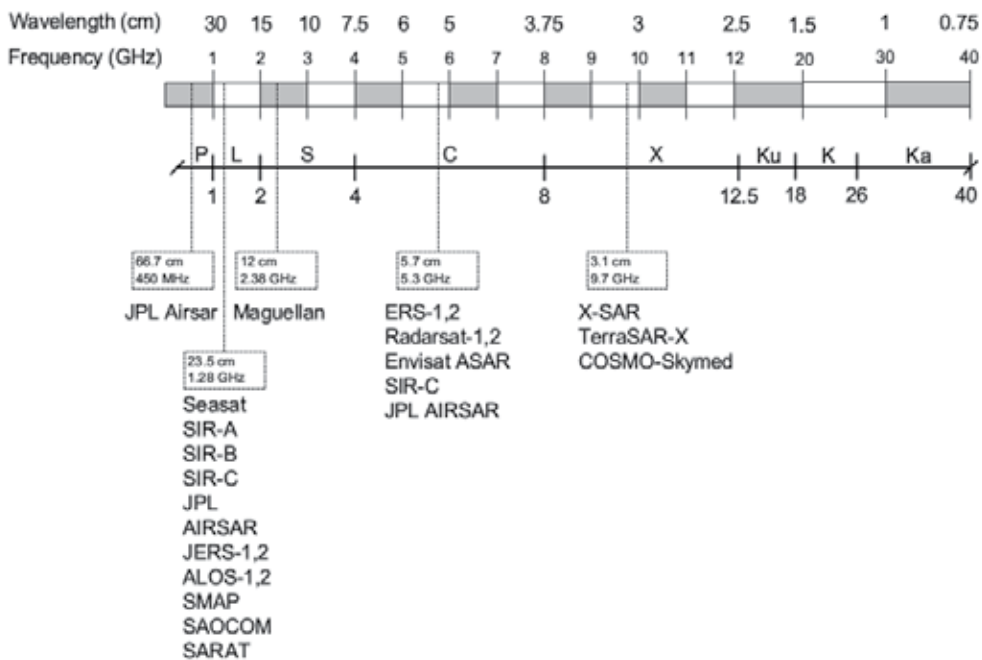 Wavelength (cm) 30 15 10 7.5 6 5 3.75 3 2.5 1.5 1 0.75
Frequency (GHz) 1 2 3 4 5 6 7 8 9 10 11 12 20 30 40
P L S C X Ku K Ka
1 2 4 8 12.5 18 26 40
66.7 cm
450 MHz
JPL Airsar
12 cm
2.38 GHz
Maguellan
5.7 cm
5.3 GHz
ERS-1,2
Radarsat-1,2
Envisat ASAR
SIR-C
JPL AIRSAR
3.1 cm
9.7 GHz
X-SAR
TerraSAR-X
COSMO-Skymed
23.5 cm
1.28 GHz
Seasat
SIR-A
SIR-B
SIR-C
JPL
AIRSAR
JERS-1,2
ALOS-1,2
SMAP
SAOCOM
SARAT